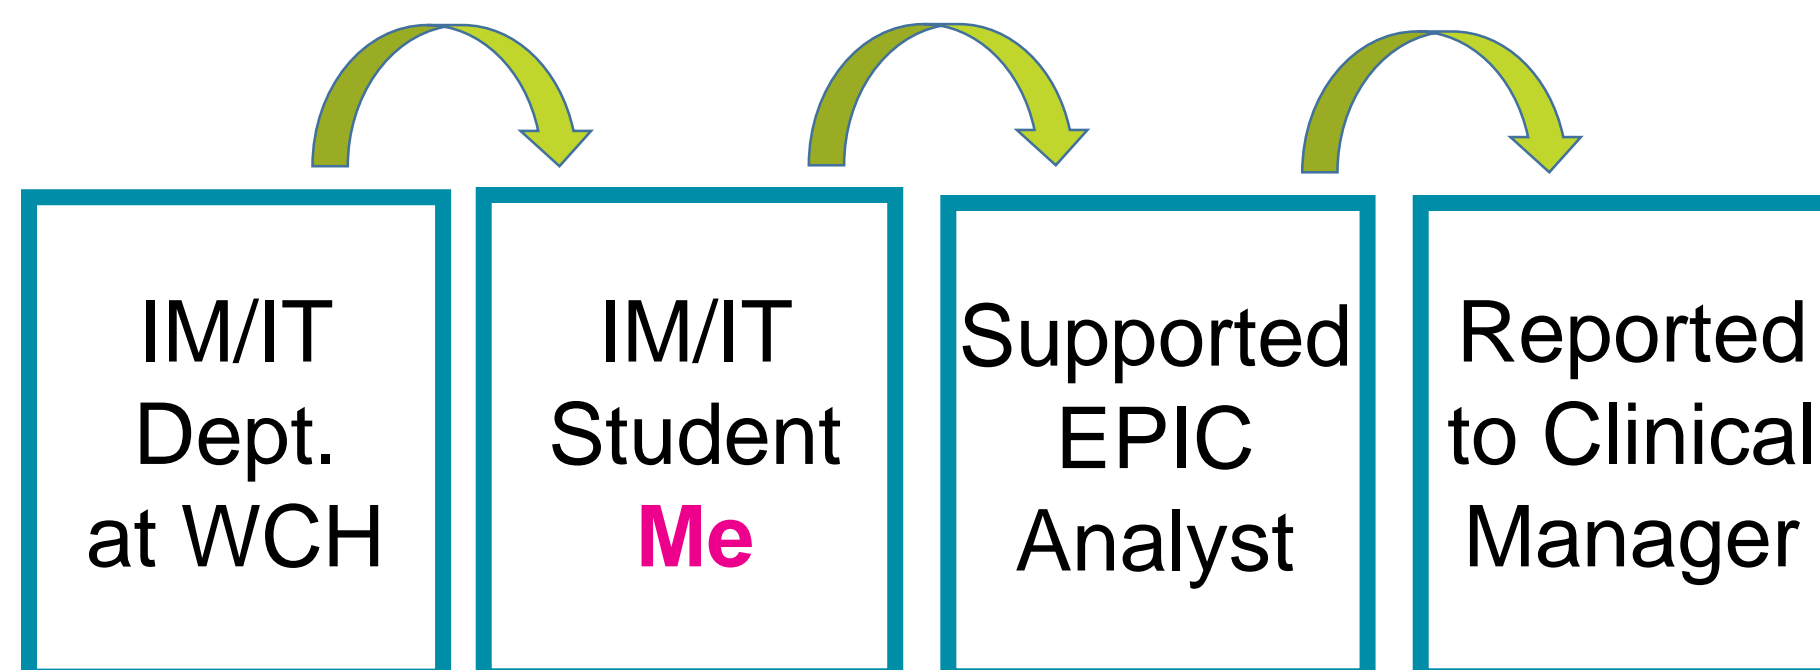 IM/IT
Dept.
at WCH
IM/IT
Student
Me
Supported
EPIC
Analyst
Reported
to Clinical
Manager